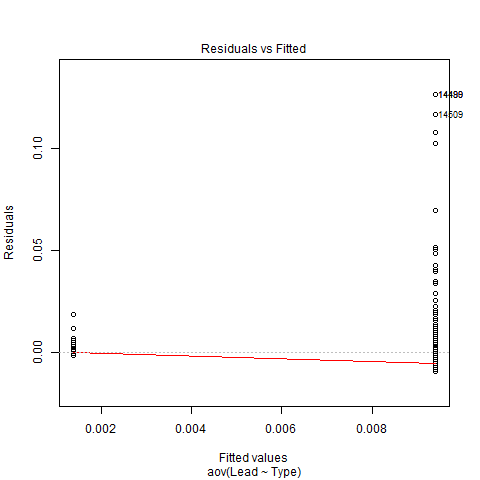 Residuals vs Fitted
Residuals
0.10
0.05
0.00
14509
0.002 0.004 0.006 0.008
Fitted values
aov(Lead ~ Type)